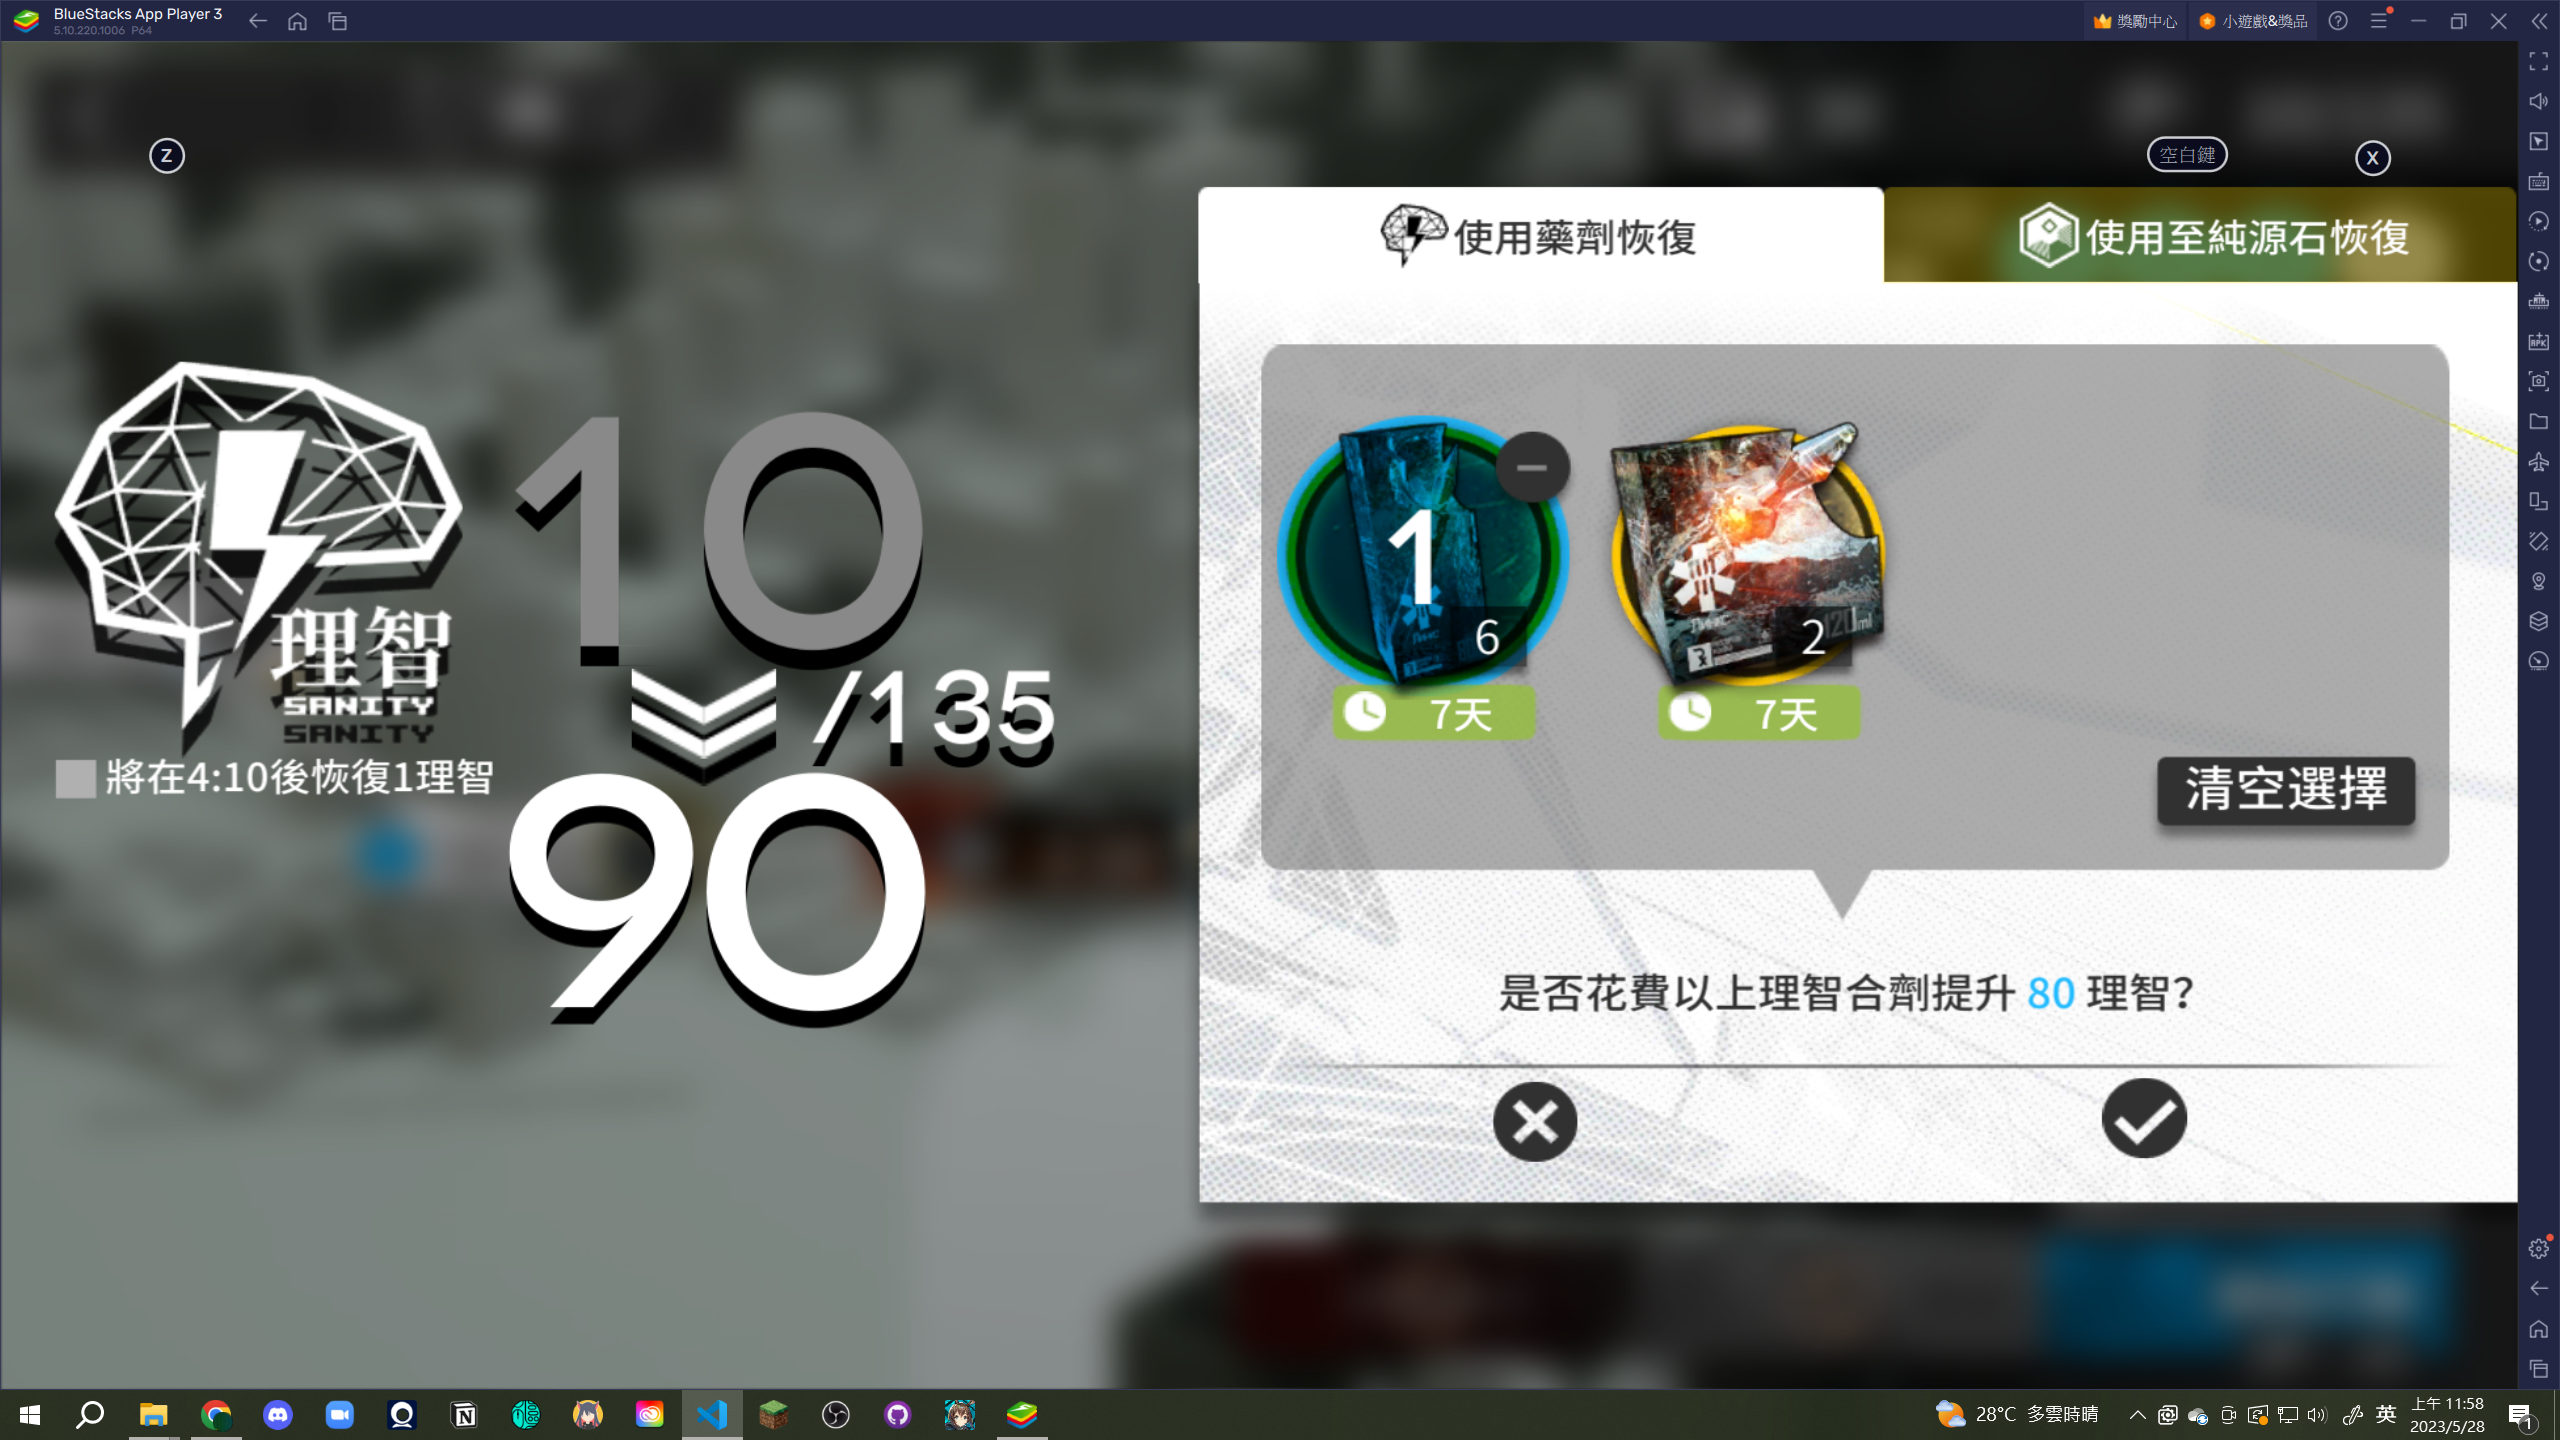 BlueStacks App Player 3
5.10.220.1006 P64
獎勵中心
小遊戲&獎品
Z
空白鍵
X
使用藥劑恢復
使用至純源石恢復
10
/135
90
理智
SANITY
將在4:10後恢復1理智
1
6
7天
120ml
2
7天
清空選擇
是否花費以上理智合劑提升 80 理智?
28°C 多雲時晴
英
上午 11:58
2023/5/28
1